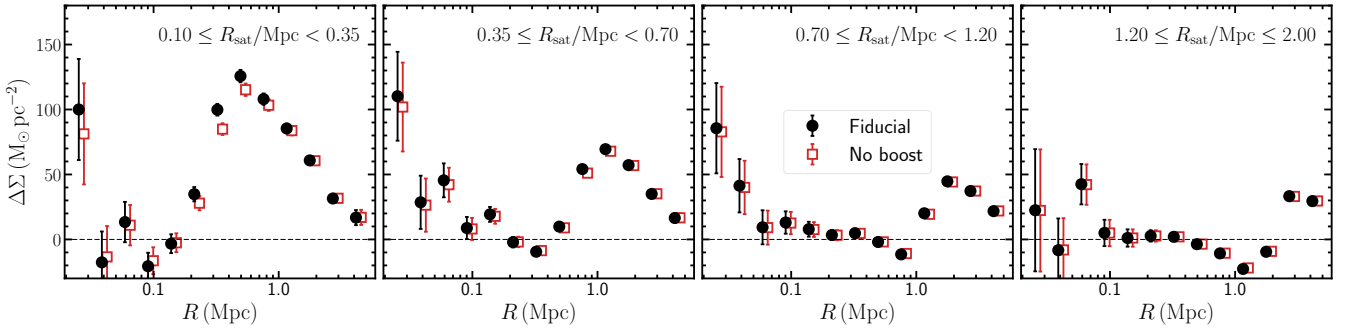 0.10 ≤ R_sat/Mpc < 0.35
0.35 ≤ R_sat/Mpc < 0.70
0.70 ≤ R_sat/Mpc < 1.20
1.20 ≤ R_sat/Mpc ≤ 2.00
150
100
50
0
ΔΣ (M⊙ pc⁻²)
Fiducial
No boost
0.1 1.0
0.1 1.0
0.1 1.0
0.1 1.0
R (Mpc)
R (Mpc)
R (Mpc)
R (Mpc)